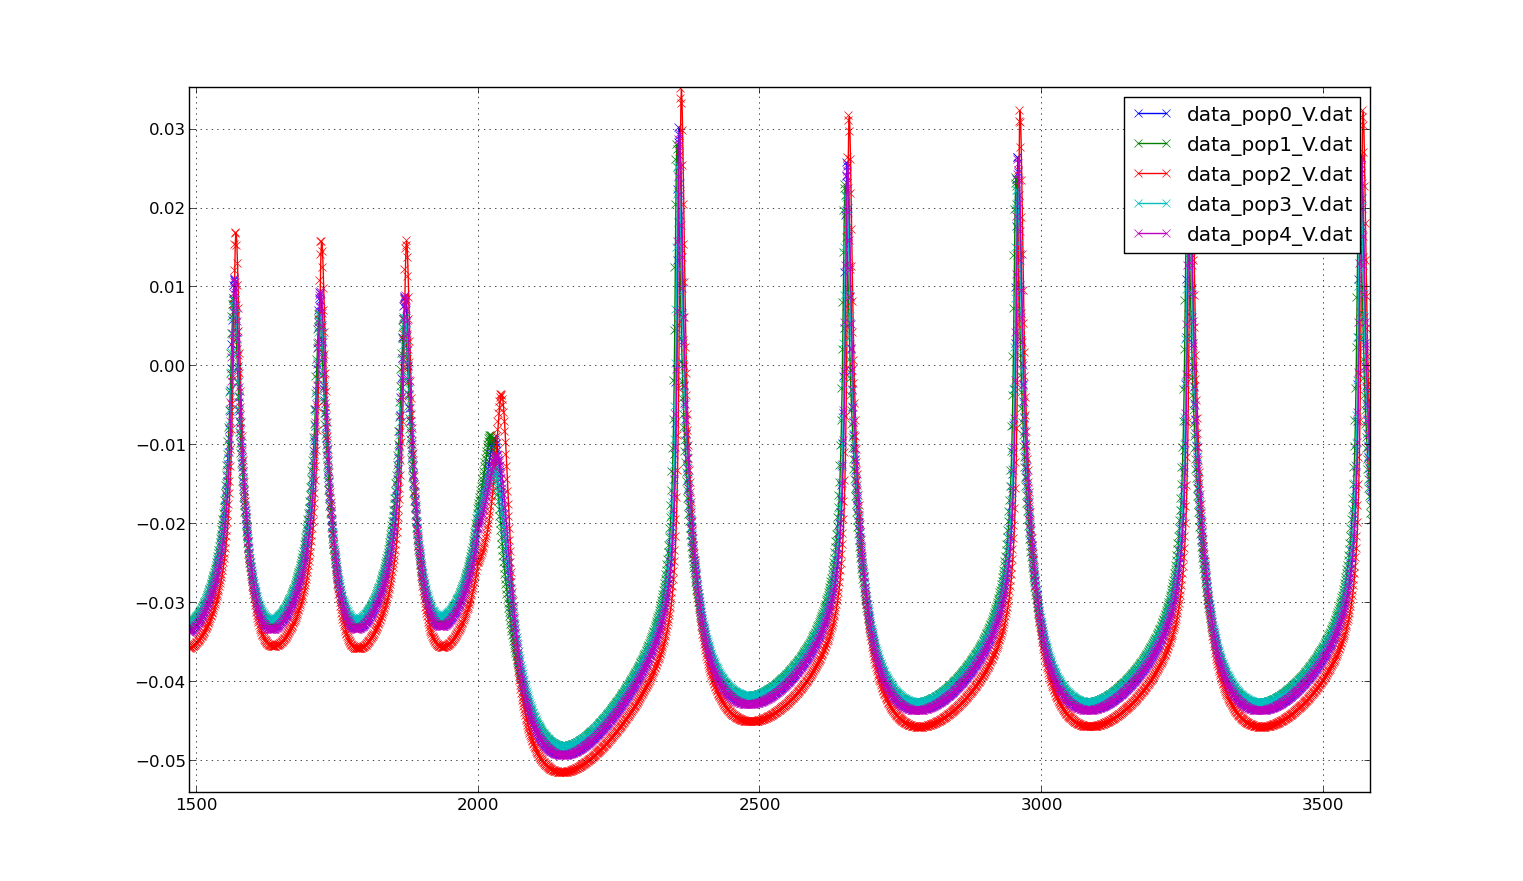 0.03
0.02
0.01
0.00
−0.01
−0.02
−0.03
−0.04
−0.05
1500 2000 2500 3000 3500
data_pop0_V.dat
data_pop1_V.dat
data_pop2_V.dat
data_pop3_V.dat
data_pop4_V.dat